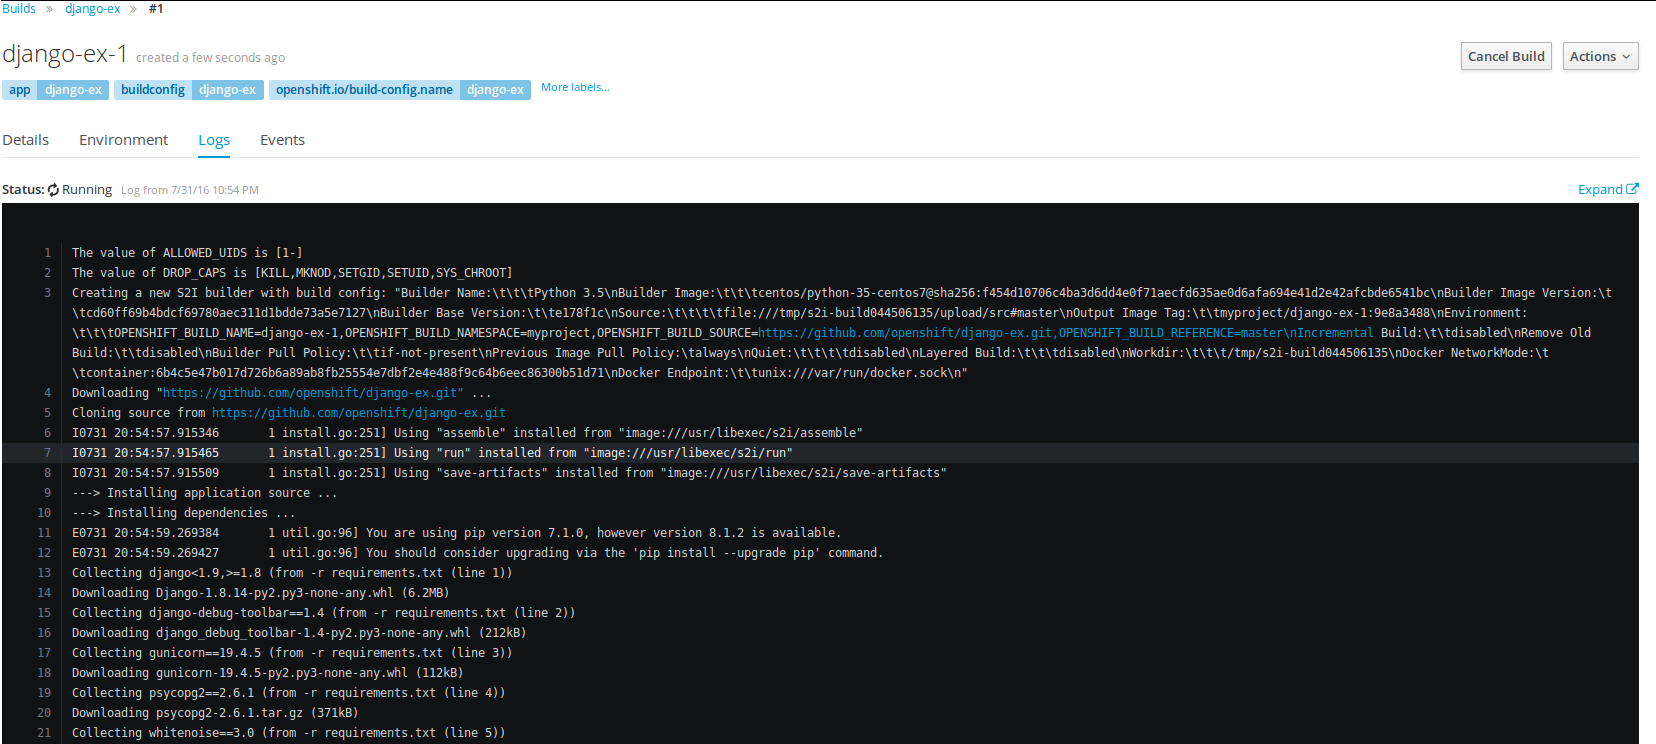 Builds » django-ex » #1
django-ex-1 created a few seconds ago
Cancel Build Actions
app django-ex buildconfig django-ex openshift.io/build-config.name django-ex More labels...
Details Environment Logs Events
Status: Running Log from 7/31/16 10:54 PM Expand
1 The value of ALLOWED_UIDS is [1-]
2 The value of DROP_CAPS is [KILL,MKNOD,SETGID,SETUID,SYS_CHROOT]
3 Creating a new S2I builder with build config: "Builder Name:\t\t\tPython 3.5\nBuilder Image:\t\t\tcentos/python-35-centos7@sha256:f454d10706c4ba3d6dd4e0f71aecfd635ae0d6afa694e41d2e42afcbde6541bc\nBuilder Image Version:\t
\tcd60ff69b4bdcf69780aec311d1bdde73a5e7127\nBuilder Base Version:\t\te178f1c\nSource:\t\t\t\tfile:///tmp/s2i-build044506135/upload/src#master\nOutput Image Tag:\t\tmyproject/django-ex-1:9e8a3488\nEnvironment:
\t\t\t\tOPENSHIFT_BUILD_NAME=django-ex-1,OPENSHIFT_BUILD_NAMESPACE=myproject,OPENSHIFT_BUILD_SOURCE=https://github.com/openshift/django-ex.git,OPENSHIFT_BUILD_REFERENCE=master\nIncremental Build:\t\tdisabled\nRemove Old
Build:\t\tdisabled\nBuilder Pull Policy:\t\tif-not-present\nPrevious Image Pull Policy:\talways\nQuiet:\t\t\t\tdisabled\nLayered Build:\t\t\tdisabled\nWorkdir:\t\t\t/tmp/s2i-build044506135\nDocker NetworkMode:\t
\tcontainer:6b4c5e47b017d726b6a89ab8fb25554e7dbf2e4e488f9c64b6eec86300b51d71\nDocker Endpoint:\t\tunix:///var/run/docker.sock\n"
4 Downloading "https://github.com/openshift/django-ex.git" ...
5 Cloning source from https://github.com/openshift/django-ex.git
6 I0731 20:54:57.915346 1 install.go:251] Using "assemble" installed from "image:///usr/libexec/s2i/assemble"
7 I0731 20:54:57.915465 1 install.go:251] Using "run" installed from "image:///usr/libexec/s2i/run"
8 I0731 20:54:57.915509 1 install.go:251] Using "save-artifacts" installed from "image:///usr/libexec/s2i/save-artifacts"
9 ---> Installing application source ...
10 ---> Installing dependencies ...
11 E0731 20:54:59.269384 1 util.go:96] You are using pip version 7.1.0, however version 8.1.2 is available.
12 E0731 20:54:59.269427 1 util.go:96] You should consider upgrading via the 'pip install --upgrade pip' command.
13 Collecting django<1.9,>=1.8 (from -r requirements.txt (line 1))
14 Downloading Django-1.8.14-py2.py3-none-any.whl (6.2MB)
15 Collecting django-debug-toolbar==1.4 (from -r requirements.txt (line 2))
16 Downloading django_debug_toolbar-1.4-py2.py3-none-any.whl (212kB)
17 Collecting gunicorn==19.4.5 (from -r requirements.txt (line 3))
18 Downloading gunicorn-19.4.5-py2.py3-none-any.whl (112kB)
19 Collecting psycopg2==2.6.1 (from -r requirements.txt (line 4))
20 Downloading psycopg2-2.6.1.tar.gz (371kB)
21 Collecting whitenoise==3.0 (from -r requirements.txt (line 5))